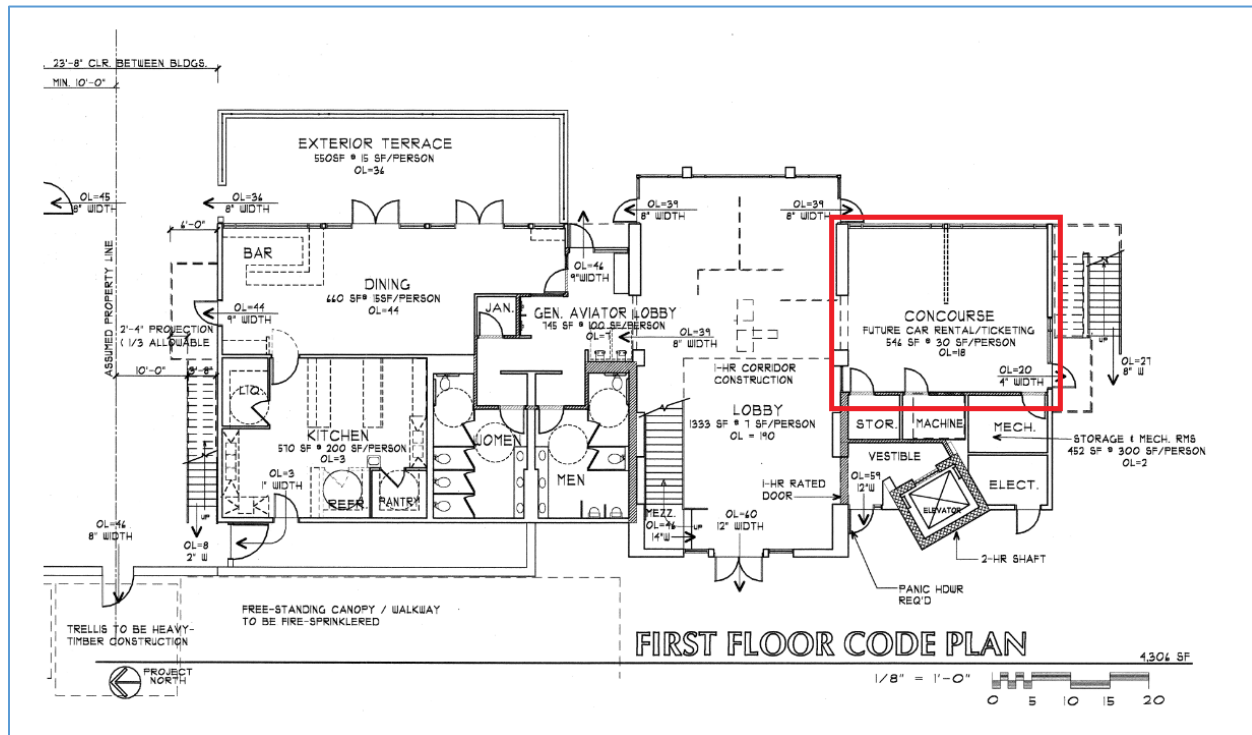 23'-8" CLR. BETWEEN BLDGS.
MIN. 10'-0"
EXTERIOR TERRACE
550SF @ 15 SF/PERSON
OL=36
OL=45
8" WIDTH
OL=36
8" WIDTH
6'-0"
ASSUMED PROPERTY LINE
BAR
DINING
660 SF@ 15SF/PERSON
OL=44
OL=44
9" WIDTH
2'-4" PROJECTION
( 1/3 ALLOWABLE
10'-0"
3'-8"
OL=46
9"WIDTH
JAN.
GEN. AVIATOR LOBBY
745 SF @ 100 SF/PERSON
OL=39
8" WIDTH
OL=39
8" WIDTH
OL=39
8" WIDTH
CONCOURSE
FUTURE CAR RENTAL/TICKETING
546 SF @ 30 SF/PERSON
OL=18
UP
OL=27
8" W
OL=20
4" WIDTH
1-HR CORRIDOR
CONSTRUCTION
LOBBY
1333 SF @ 7 SF/PERSON
OL = 190
LIQ.
KITCHEN
570 SF @ 200 SF/PERSON
OL=3
OL=3
1" WIDTH
REFR
PANTRY
WOMEN
MEN
STOR.
MACHINE
MECH.
STORAGE & MECH. RMS
452 SF @ 300 SF/PERSON
OL=2
VESTIBLE
OL=59
12"W
ELECT.
ELEVATOR
1-HR RATED
DOOR
MEZZ.
OL=46
14"W
UP
OL=60
12" WIDTH
2-HR SHAFT
PANIC HDWR
REQ'D
UP
OL=8
2" W
OL=46
8" WIDTH
FREE-STANDING CANOPY / WALKWAY
TO BE FIRE-SPRINKLERED
TRELLIS TO BE HEAVY-
TIMBER CONSTRUCTION
PROJECT
NORTH
FIRST FLOOR CODE PLAN
4,306 SF
1/8" = 1'-0"
0 5 10 15 20